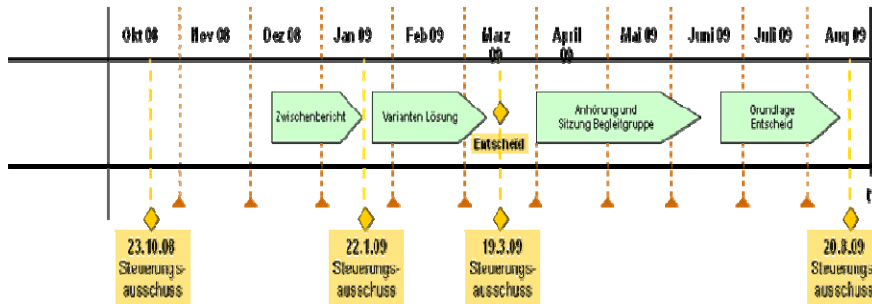 Okt 08 Nov 08 Dez 08 Jan 09 Feb 09 März April Mai 09 Juni 09 Juli 09 Aug 09
09 09
Zwischenbericht
Varianten Lösung
Anhörung und
Sitzung Begleitgruppe
Grundlage
Entscheid
Entscheid
23.10.08
Steuerungs-
ausschuss
22.1.09
Steuerungs-
ausschuss
19.3.09
Steuerungs-
ausschuss
20.8.09
Steuerungs-
ausschuss